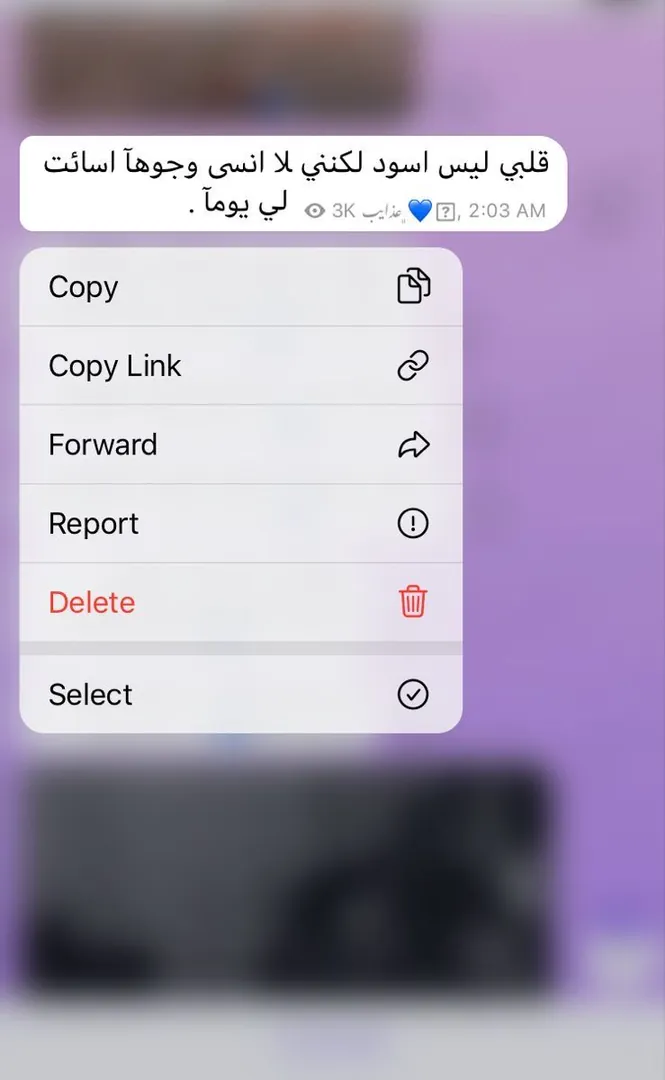 قلبي ليس اسود لكنني لا انسى وجوهآ اسائت
لي يومآ .
3K عذايب💙, 2:03 AM
Copy
Copy Link
Forward
Report
Delete
Select